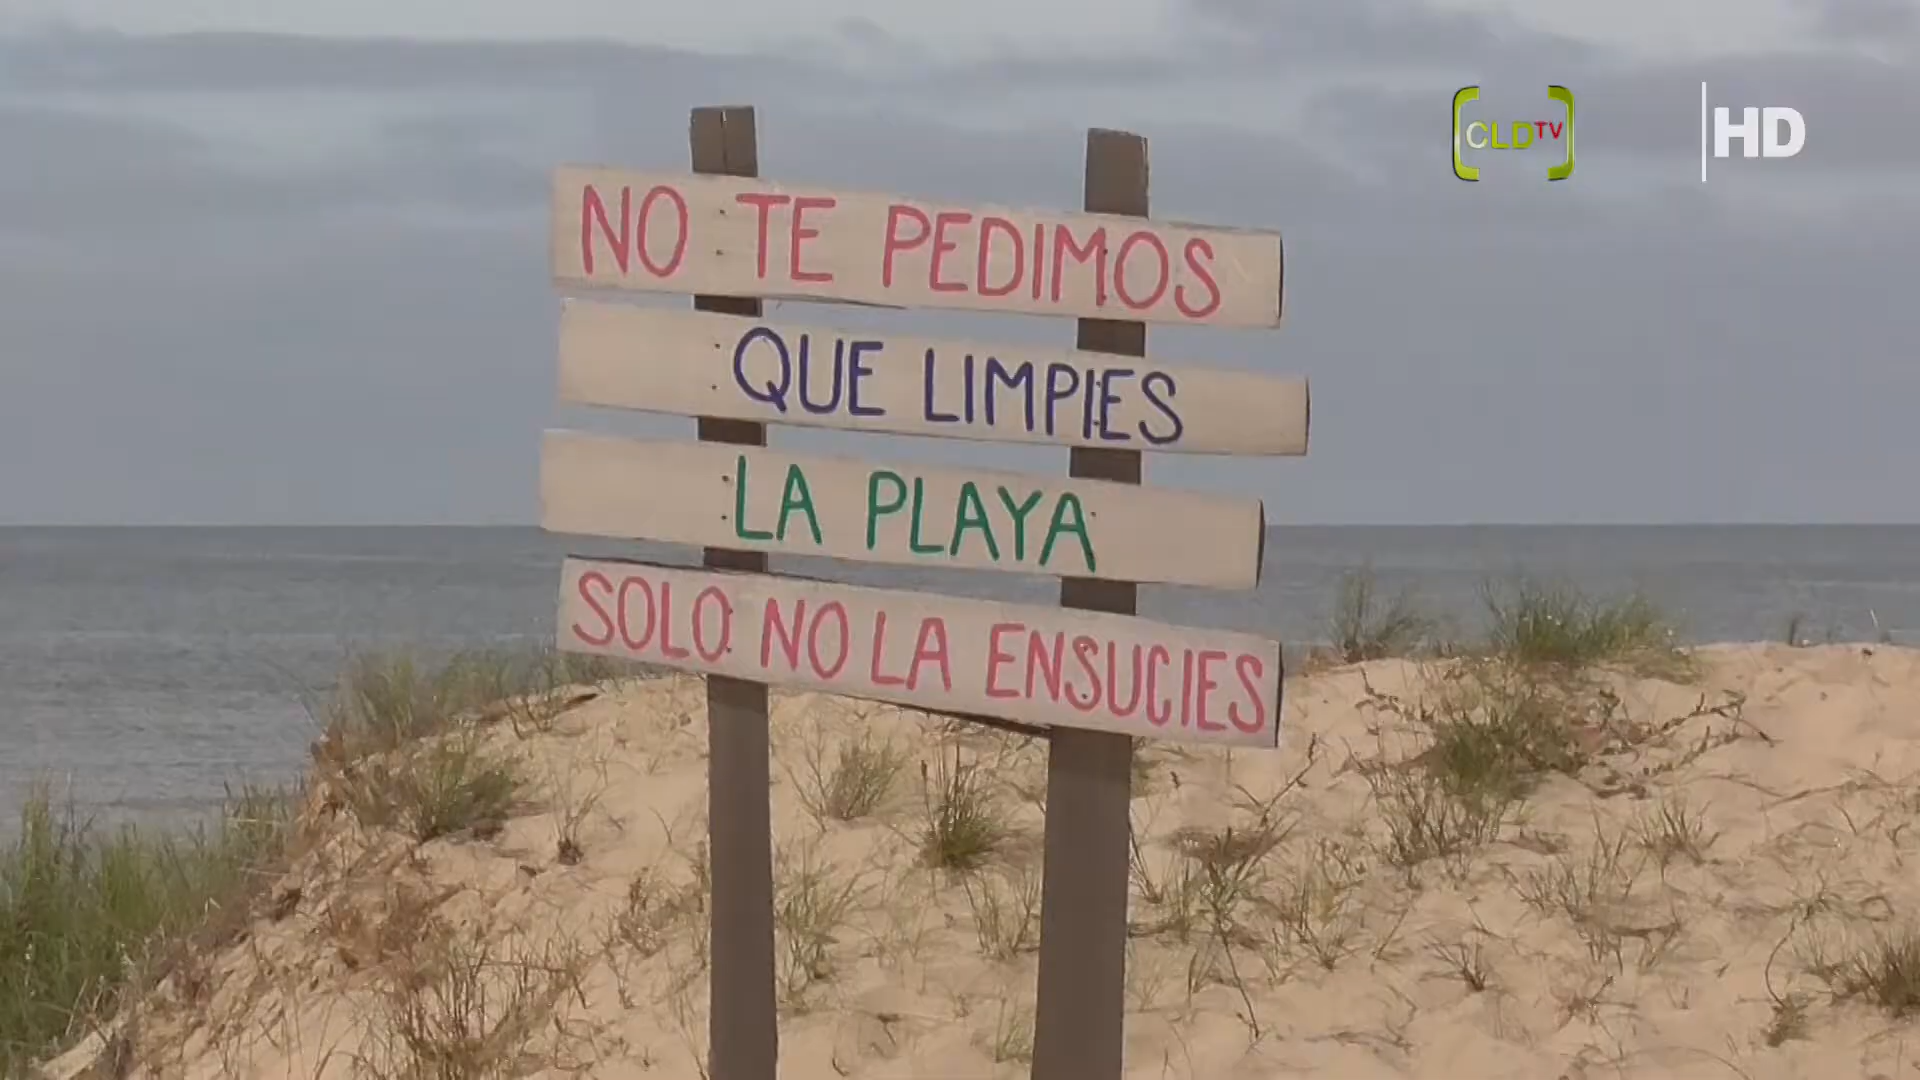 CLDTV HD
NO TE PEDIMOS
QUE LIMPIES
LA PLAYA
SOLO NO LA ENSUCIES